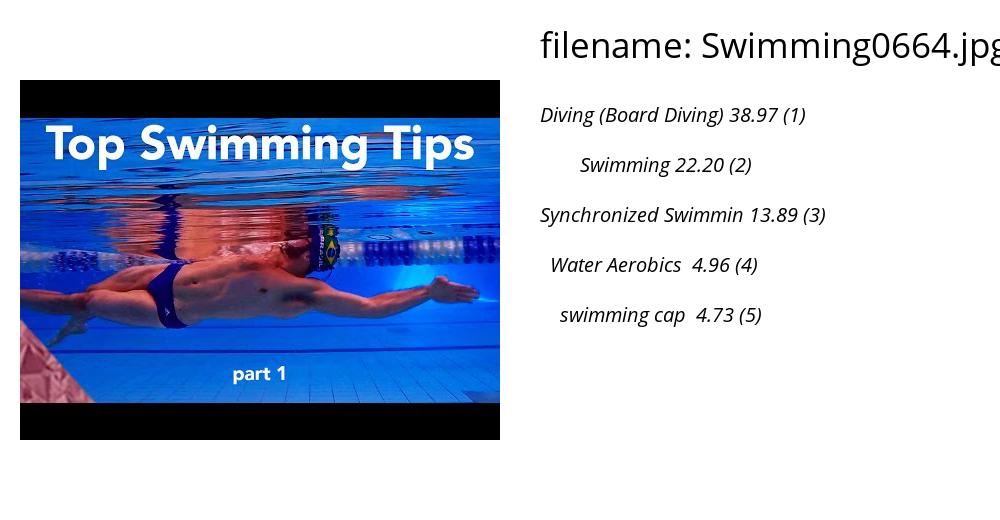 filename: Swimming0664.jpg
Top Swimming Tips
part 1
Diving (Board Diving) 38.97 (1)
Swimming 22.20 (2)
Synchronized Swimmin 13.89 (3)
Water Aerobics 4.96 (4)
swimming cap 4.73 (5)